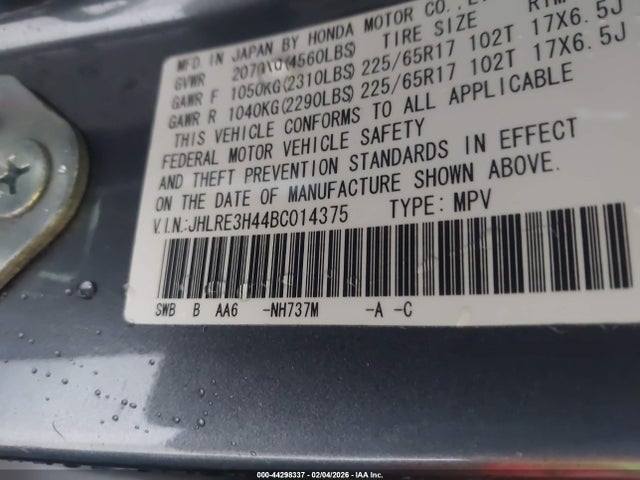 MFD. IN JAPAN BY HONDA MOTOR CO.,
GVWR 2070KG(4560LBS) TIRE SIZE
GAWR F 1050KG(2310LBS) 225/65R17 102T 17X6.5J
GAWR R 1040KG(2290LBS) 225/65R17 102T 17X6.5J
THIS VEHICLE CONFORMS TO ALL APPLICABLE
FEDERAL MOTOR VEHICLE SAFETY
AND THEFT PREVENTION STANDARDS IN EFFECT
ON THE DATE OF MANUFACTURE SHOWN ABOVE.
V.I.N.:JHLRE3H44BC014375 TYPE: MPV
SWB B AA6 -NH737M -A -C
000-44298337 - 02/04/2026 - IAA Inc.